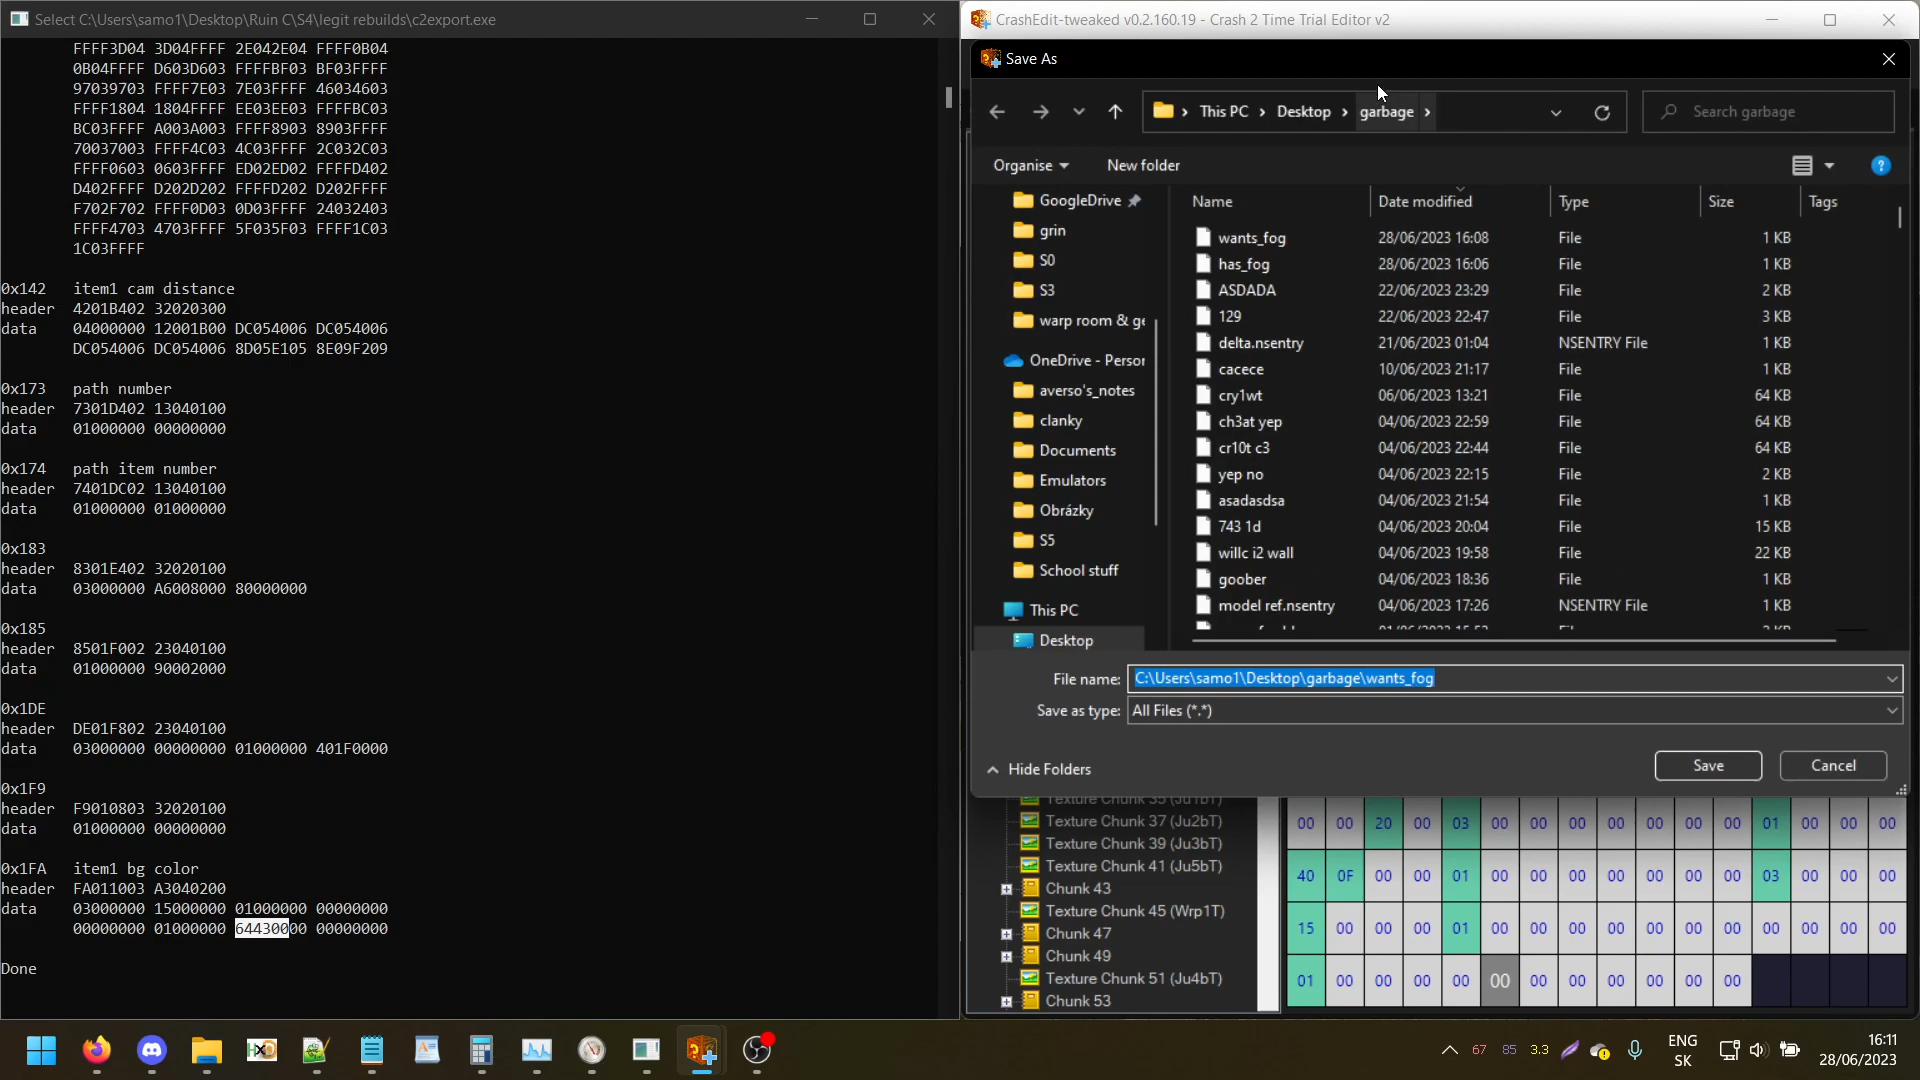 Select C:\Users\samo1\Desktop\Ruin C\S4\legit rebuilds\c2export.exe
FFFF3D04 3D04FFFF 2E042E04 FFFF0B04
0B04FFFF D603D603 FFFFBF03 BF03FFFF
97039703 FFFF7E03 7E03FFFF 46034603
FFFF1804 1804FFFF EE03EE03 FFFFBC03
BC03FFFF A003A003 FFFF8903 8903FFFF
70037003 FFFF4C03 4C03FFFF 2C032C03
FFFF0603 0603FFFF ED02ED02 FFFFD402
D402FFFF D202D202 FFFFD202 D202FFFF
F702F702 FFFF0D03 0D03FFFF 24032403
FFFF4703 4703FFFF 5F035F03 FFFF1C03
1C03FFFF
0x142 item1 cam distance
header 4201B402 32020300
data 04000000 12001B00 DC054006 DC054006
DC054006 DC054006 8D05E105 8E09F209
0x173 path number
header 7301D402 13040100
data 01000000 00000000
0x174 path item number
header 7401DC02 13040100
data 01000000 01000000
0x183
header 8301E402 32020100
data 03000000 A6008000 80000000
0x185
header 8501F002 23040100
data 01000000 90002000
0x1DE
header DE01F802 23040100
data 03000000 00000000 01000000 401F0000
0x1F9
header F9010803 32020100
data 01000000 00000000
0x1FA item1 bg color
header FA011003 A3040200
data 03000000 15000000 01000000 00000000
00000000 01000000 64430000 00000000
Done
CrashEdit-tweaked v0.2.160.19 - Crash 2 Time Trial Editor v2
Save As
This PC > Desktop > garbage >
Search garbage
Organise
New folder
GoogleDrive
grin
S0
S3
warp room & ge
OneDrive - Person
averso's_notes
clanky
Documents
Emulators
Obrázky
S5
School stuff
This PC
Desktop
Name Date modified Type Size Tags
wants_fog 28/06/2023 16:08 File 1 KB
has_fog 28/06/2023 16:06 File 1 KB
ASDADA 22/06/2023 23:29 File 2 KB
129 22/06/2023 22:47 File 3 KB
delta.nsentry 21/06/2023 01:04 NSENTRY File 1 KB
cacece 10/06/2023 21:17 File 1 KB
cry1wt 06/06/2023 13:21 File 64 KB
ch3at yep 04/06/2023 22:59 File 64 KB
cr10t c3 04/06/2023 22:44 File 64 KB
yep no 04/06/2023 22:15 File 2 KB
asadasdsa 04/06/2023 21:54 File 1 KB
743 1d 04/06/2023 20:04 File 15 KB
willc i2 wall 04/06/2023 19:58 File 22 KB
goober 04/06/2023 18:36 File 1 KB
model ref.nsentry 04/06/2023 17:26 NSENTRY File 1 KB
File name: C:\Users\samo1\Desktop\garbage\wants_fog
Save as type: All Files (*.*)
Hide Folders
Save
Cancel
Texture Chunk 35 (Ju1bT)
Texture Chunk 37 (Ju2bT)
Texture Chunk 39 (Ju3bT)
Texture Chunk 41 (Ju5bT)
Chunk 43
Texture Chunk 45 (Wrp1T)
Chunk 47
Chunk 49
Texture Chunk 51 (Ju4bT)
Chunk 53
00 00 20 00 03 00 00 00 00 00 00 00 01 00 00 00
40 0F 00 00 01 00 00 00 00 00 00 00 03 00 00 00
15 00 00 00 01 00 00 00 00 00 00 00 00 00 00 00
01 00 00 00 00 00 00 00 00 00 00 00
67 85 3.3
ENG
SK
16:11
28/06/2023